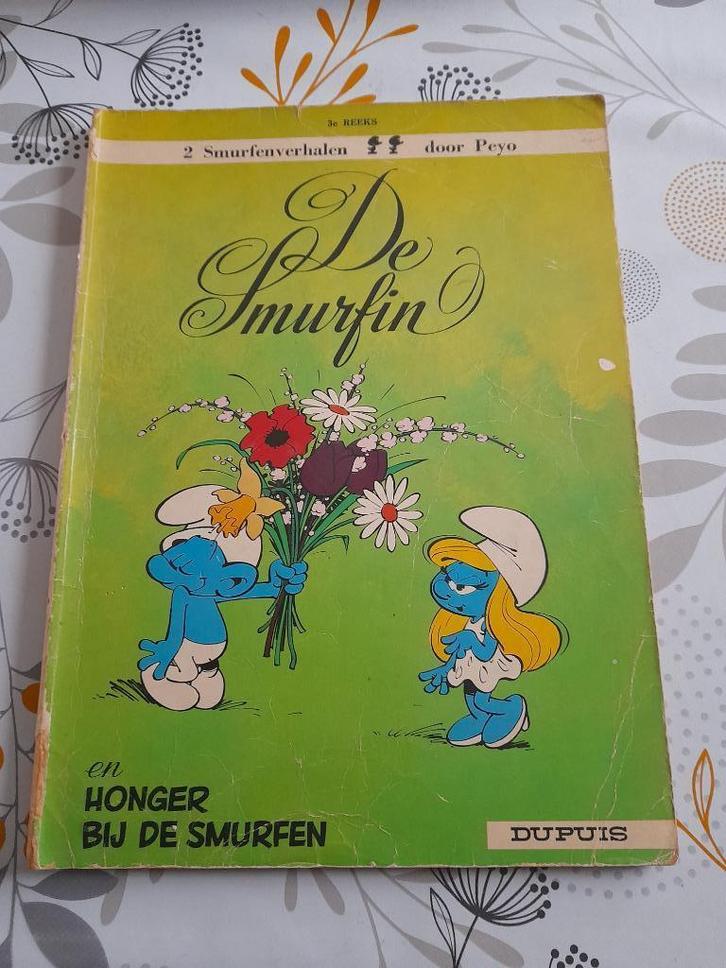 3e REEKS
2 Smurfenverhalen door Peyo
De
Smurfin
en
HONGER
BIJ DE SMURFEN
DUPUIS